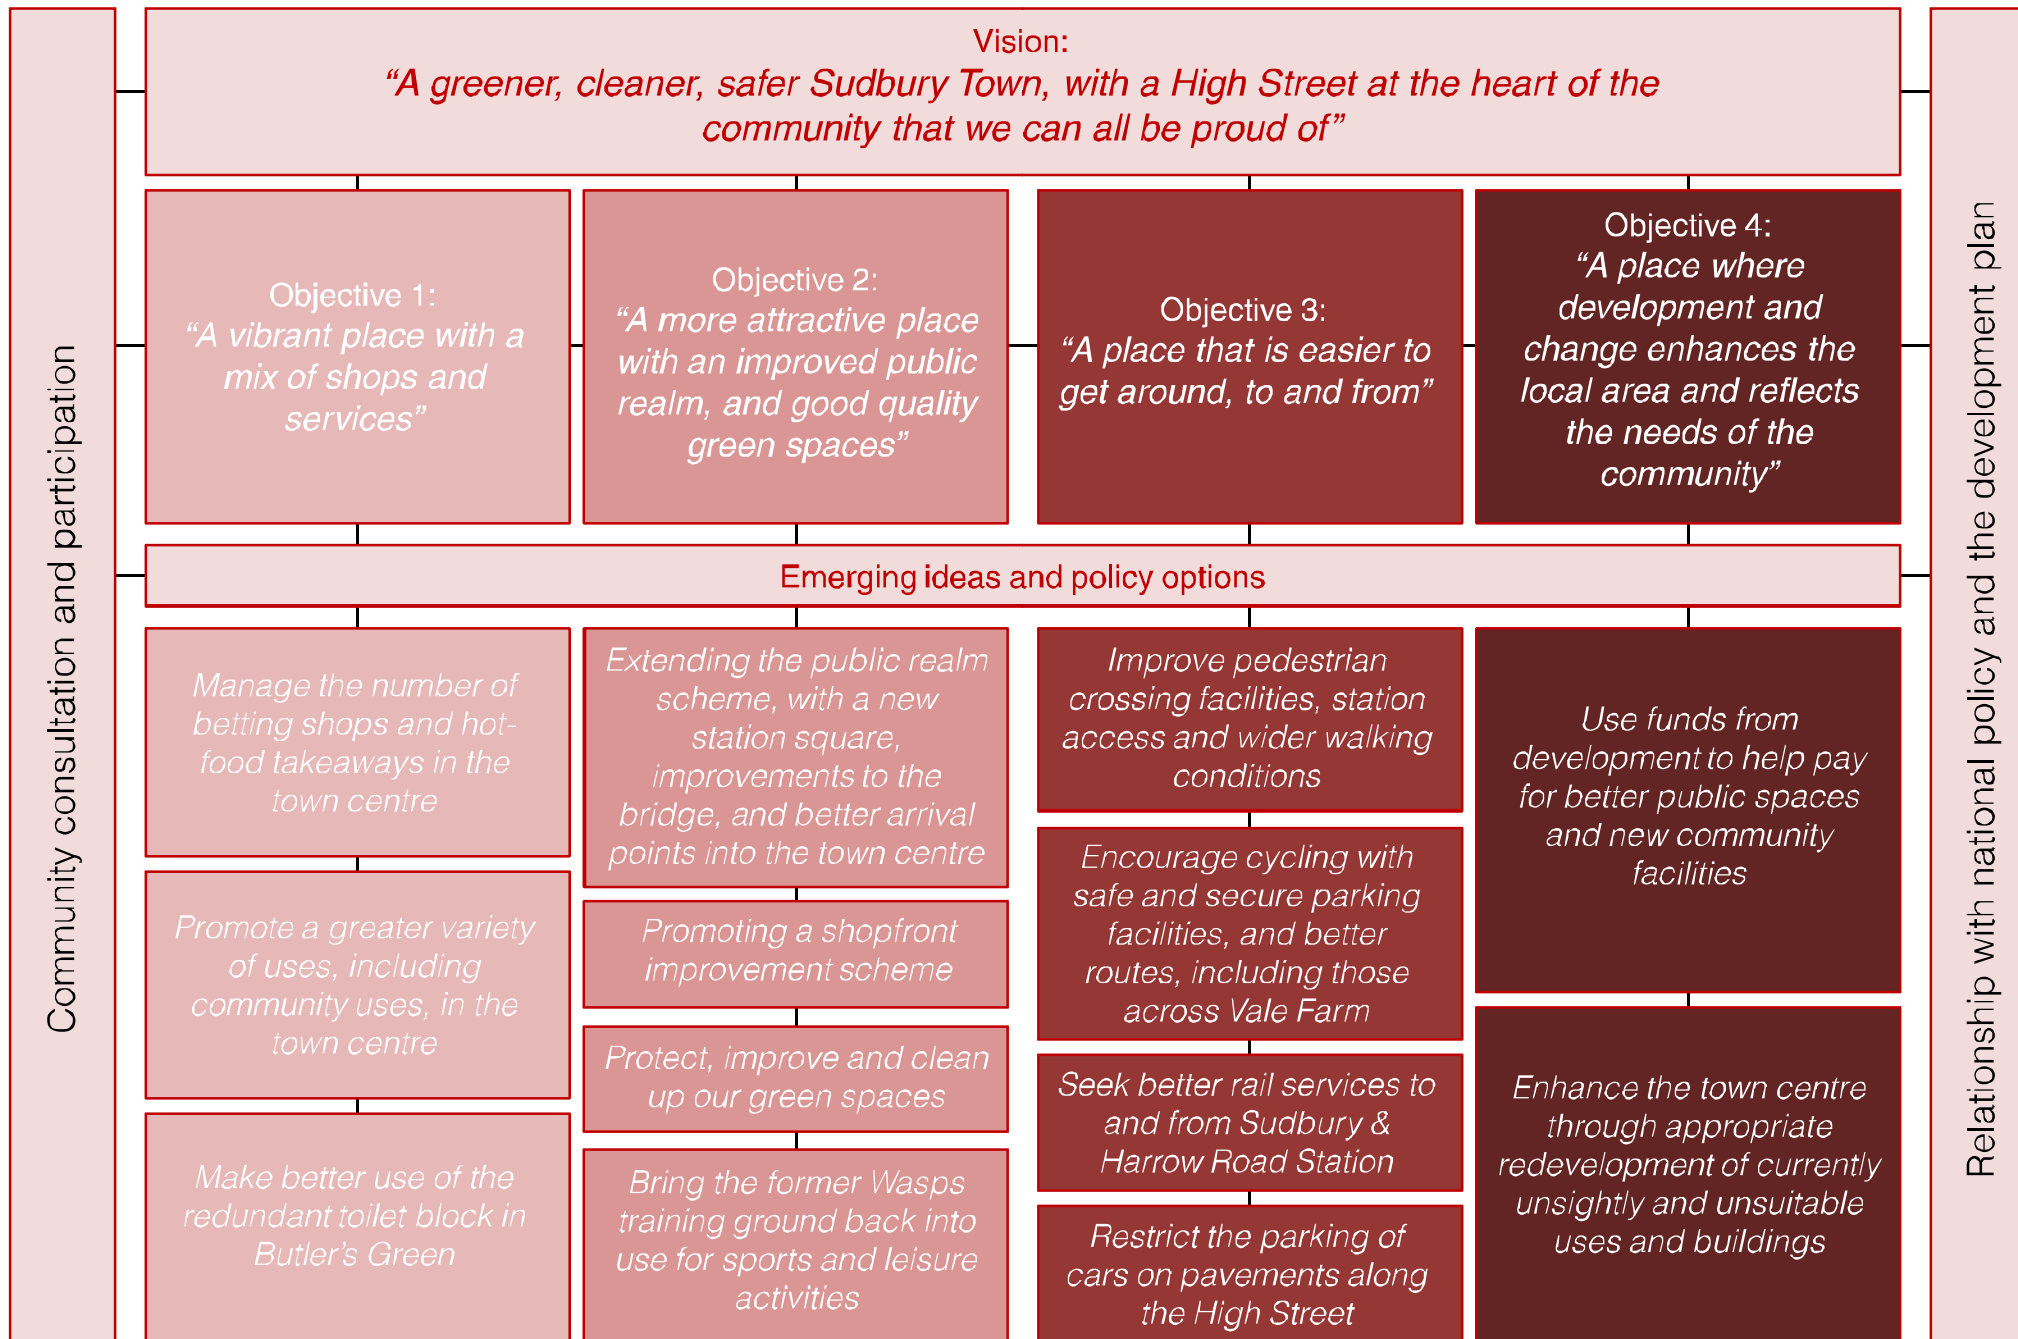 Community consultation and participation
Vision:
“A greener, cleaner, safer Sudbury Town, with a High Street at the heart of the
community that we can all be proud of”
Objective 1:
“A vibrant place with a
mix of shops and
services”
Objective 2:
“A more attractive place
with an improved public
realm, and good quality
green spaces”
Objective 3:
“A place that is easier to
get around, to and from”
Objective 4:
“A place where
development and
change enhances the
local area and reflects
the needs of the
community”
Emerging ideas and policy options
Manage the number of
betting shops and hot-
food takeaways in the
town centre
Promote a greater variety
of uses, including
community uses, in the
town centre
Make better use of the
redundant toilet block in
Butler’s Green
Extending the public realm
scheme, with a new
station square,
improvements to the
bridge, and better arrival
points into the town centre
Promoting a shopfront
improvement scheme
Protect, improve and clean
up our green spaces
Bring the former Wasps
training ground back into
use for sports and leisure
activities
Improve pedestrian
crossing facilities, station
access and wider walking
conditions
Encourage cycling with
safe and secure parking
facilities, and better
routes, including those
across Vale Farm
Seek better rail services to
and from Sudbury &
Harrow Road Station
Restrict the parking of
cars on pavements along
the High Street
Use funds from
development to help pay
for better public spaces
and new community
facilities
Enhance the town centre
through appropriate
redevelopment of currently
unsightly and unsuitable
uses and buildings
Relationship with national policy and the development plan